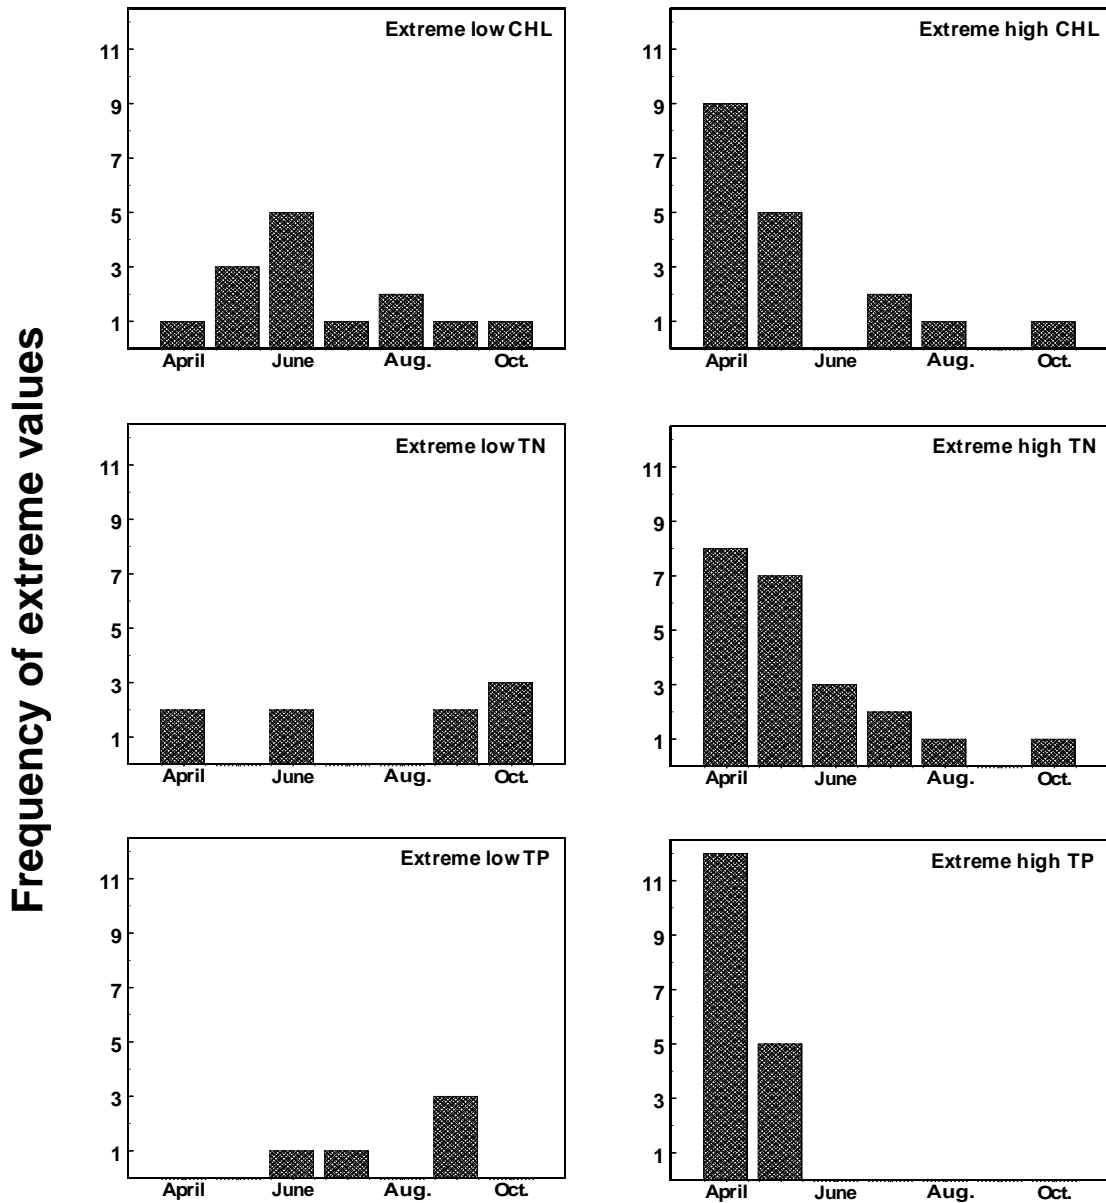 Frequency of extreme values
Extreme low CHL
11
9
7
5
3
1
April June Aug. Oct.
Extreme high CHL
11
9
7
5
3
1
April June Aug. Oct.
Extreme low TN
11
9
7
5
3
1
April June Aug. Oct.
Extreme high TN
11
9
7
5
3
1
April June Aug. Oct.
Extreme low TP
11
9
7
5
3
1
April June Aug. Oct.
Extreme high TP
11
9
7
5
3
1
April June Aug. Oct.